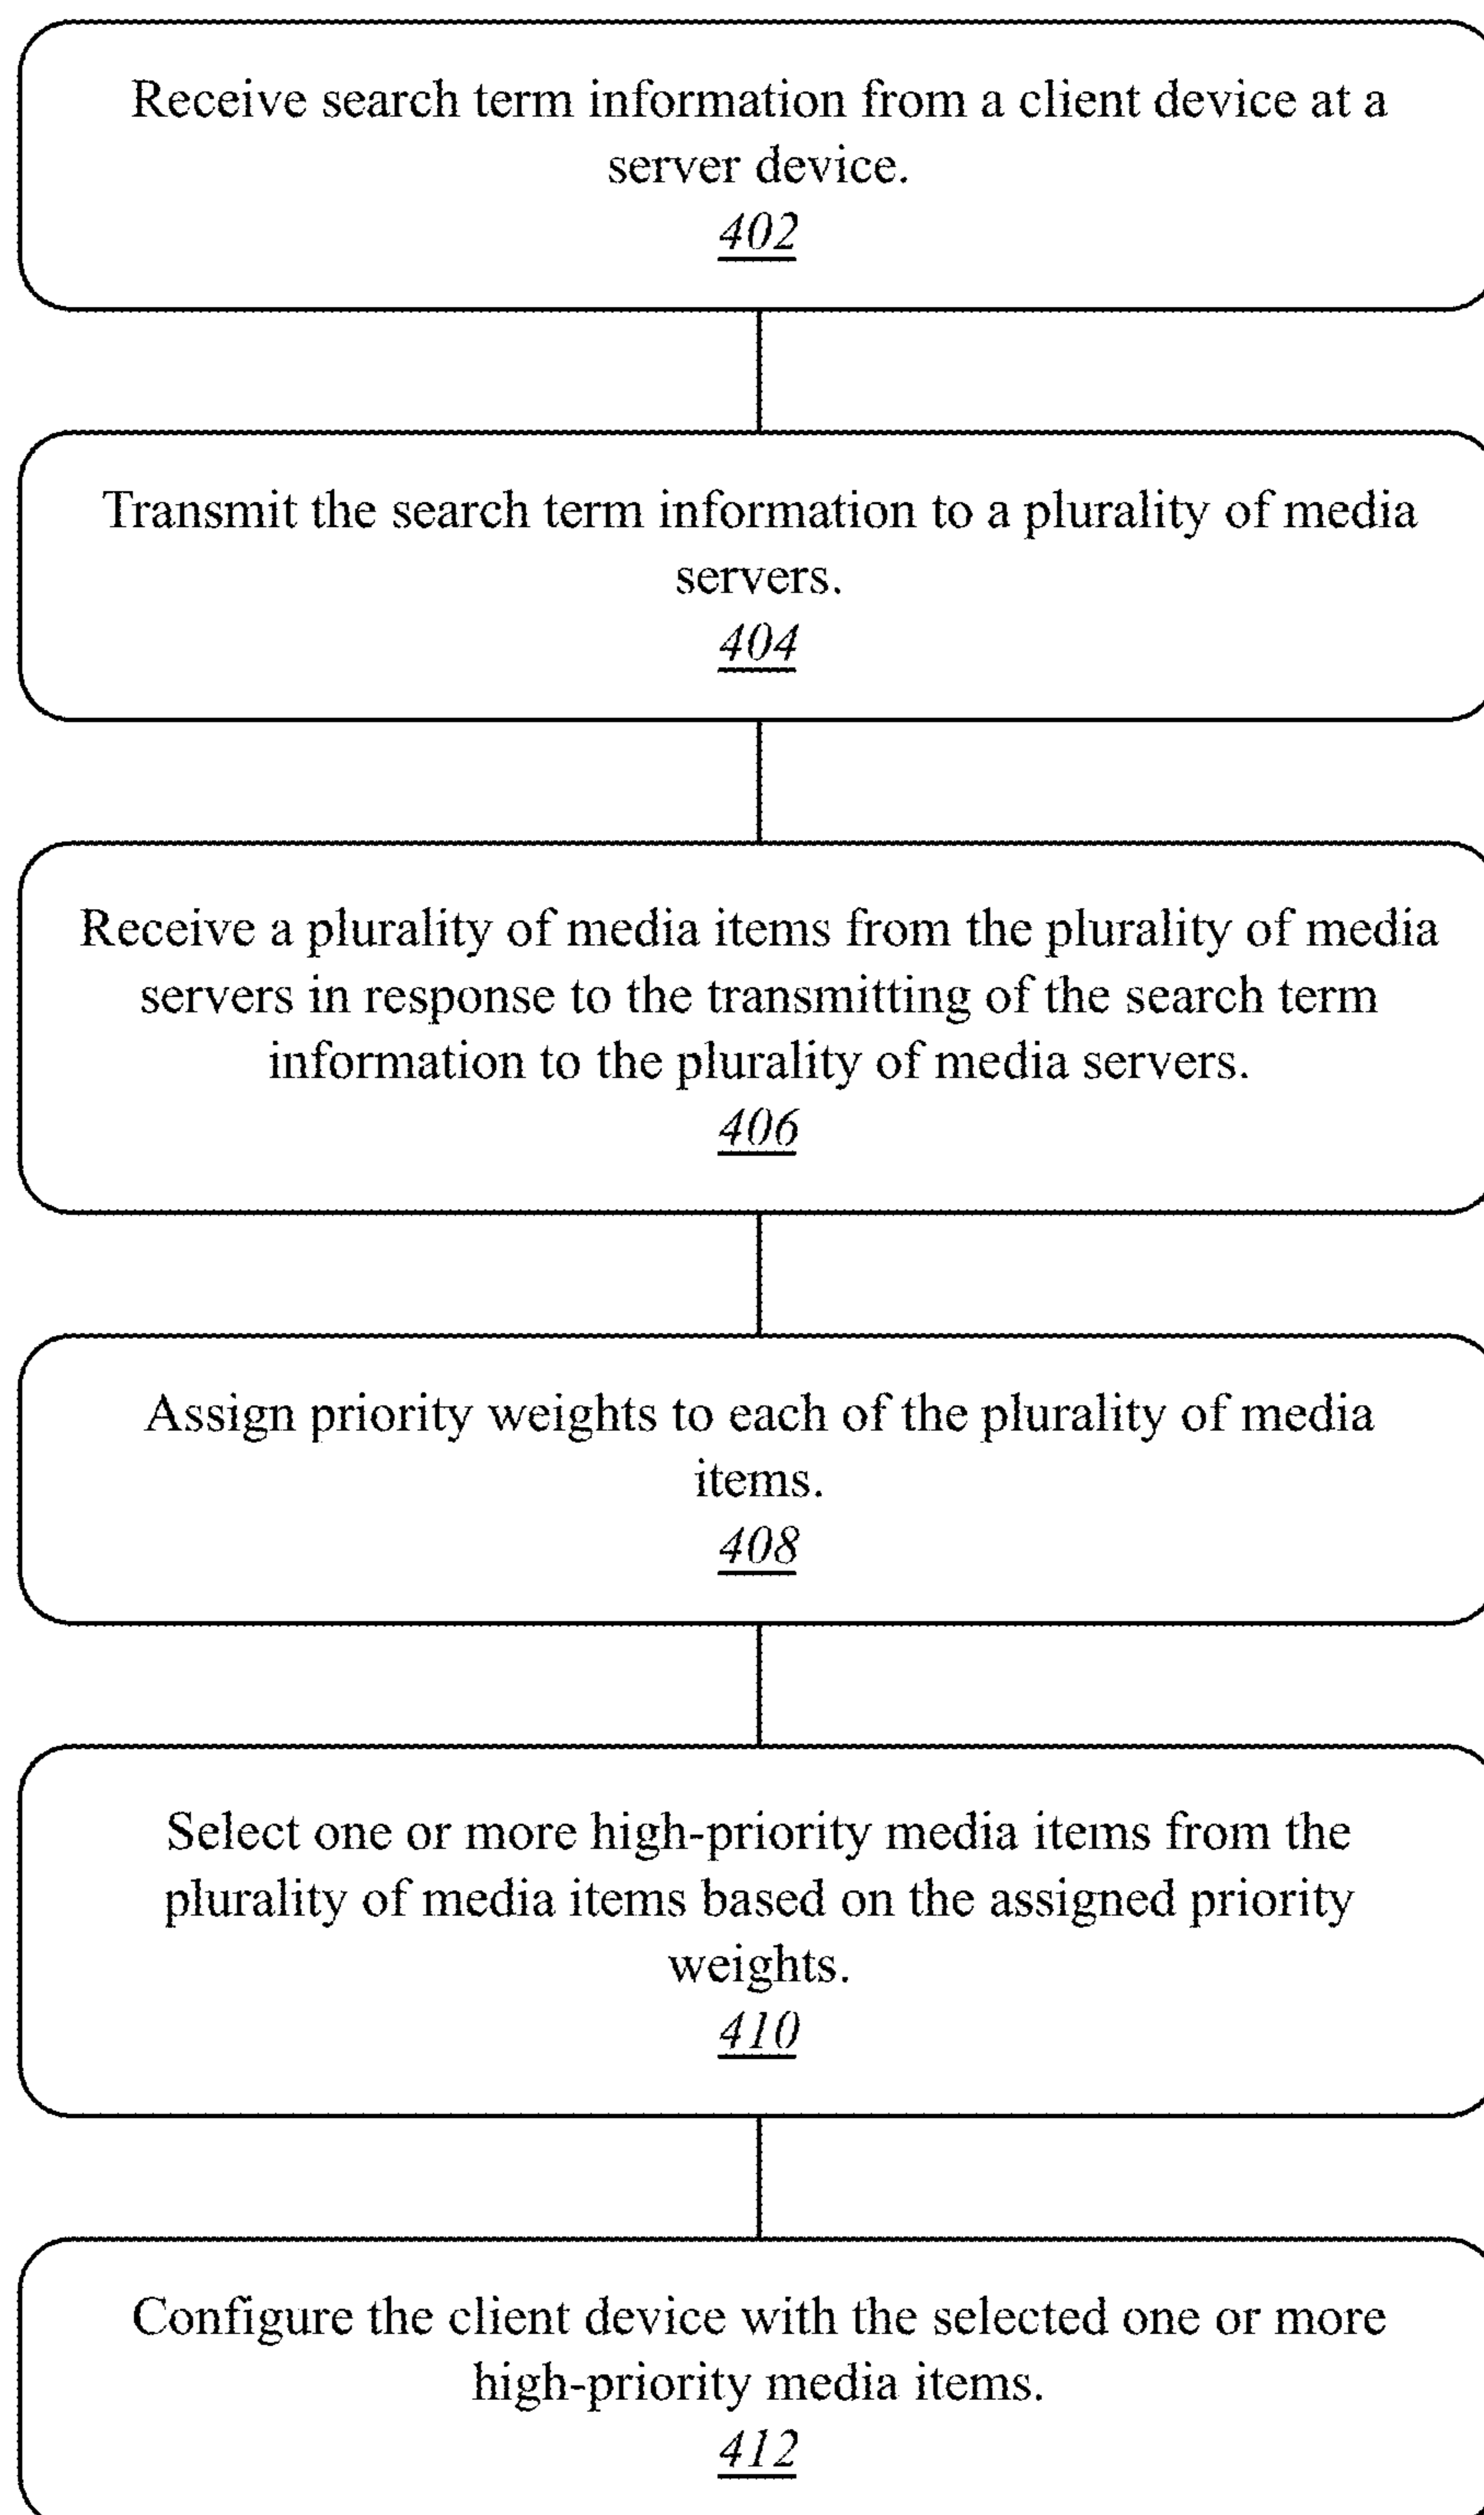 Receive search term information from a client device at a
server device.
402
Transmit the search term information to a plurality of media
servers.
404
Receive a plurality of media items from the plurality of media
servers in response to the transmitting of the search term
information to the plurality of media servers.
406
Assign priority weights to each of the plurality of media
items.
408
Select one or more high-priority media items from the
plurality of media items based on the assigned priority
weights.
410
Configure the client device with the selected one or more
high-priority media items.
412